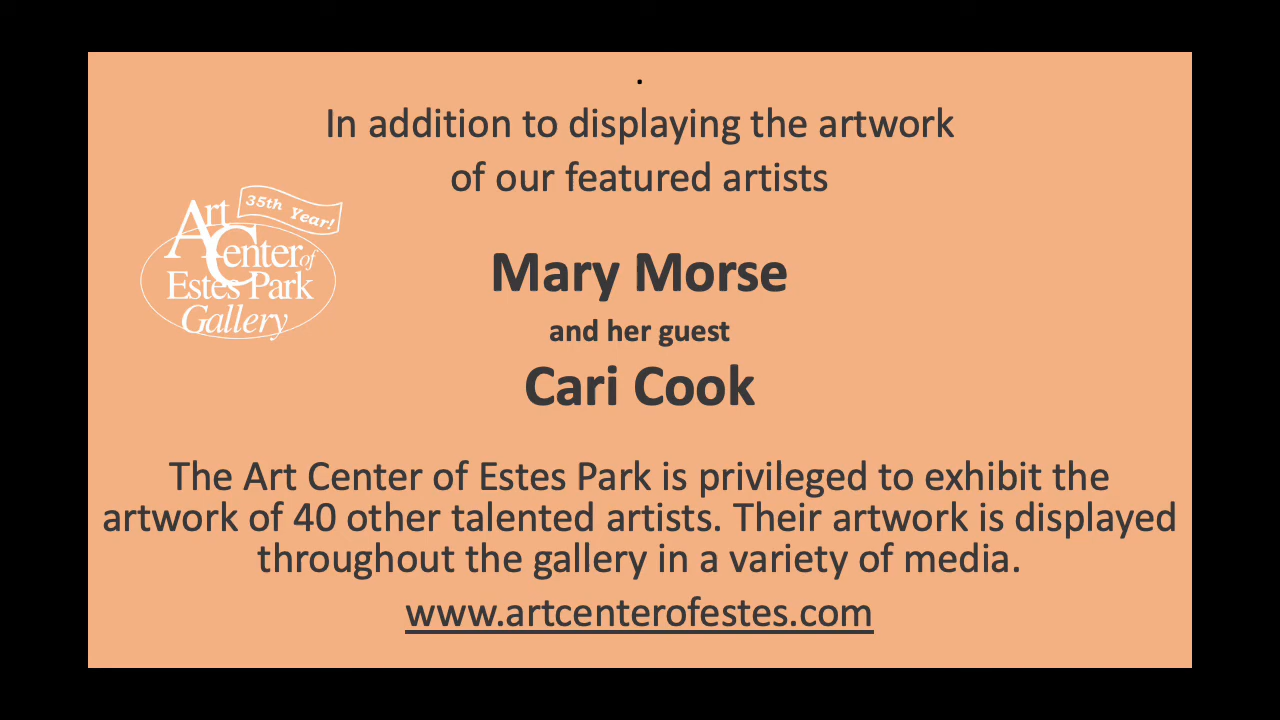 .
In addition to displaying the artwork
of our featured artists
35th Year!
Art
Center of
Estes Park
Gallery
Mary Morse
and her guest
Cari Cook
The Art Center of Estes Park is privileged to exhibit the
artwork of 40 other talented artists. Their artwork is displayed
throughout the gallery in a variety of media.
www.artcenterofestes.com